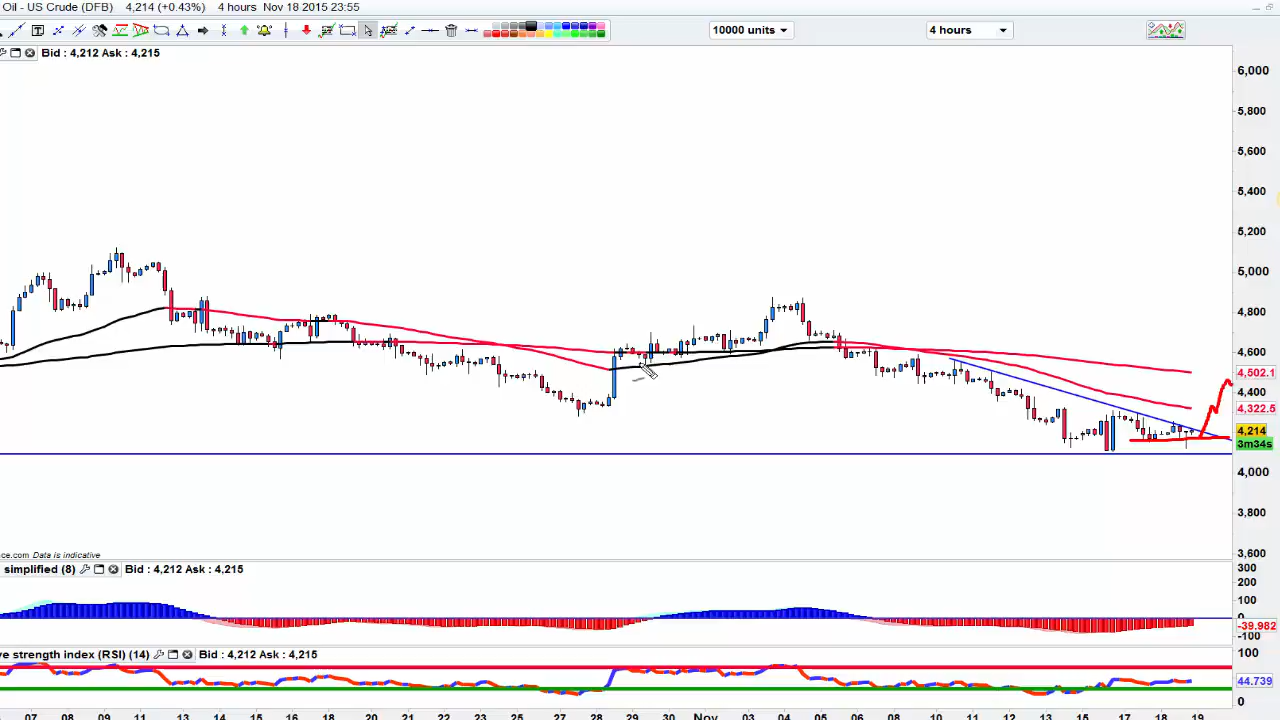 Oil - US Crude (DFB) 4,214 (+0.43%) 4 hours Nov 18 2015 23:55
10000 units
4 hours
Bid : 4,212 Ask : 4,215
6,000
5,800
5,600
5,400
5,200
5,000
4,800
4,600
4,502.1
4,400
4,322.5
4,214
3m34s
4,000
3,800
3,600
ce.com Data is indicative
simplified (8) Bid : 4,212 Ask : 4,215
300
200
100
0
-39.982
-100
ve strength index (RSI) (14) Bid : 4,212 Ask : 4,215
100
44.739
0
07 08 09 11 13 14 15 16 18 20 21 22 23 25 27 28 29 30 Nov 03 04 05 06 08 10 11 12 13 15 17 18 19